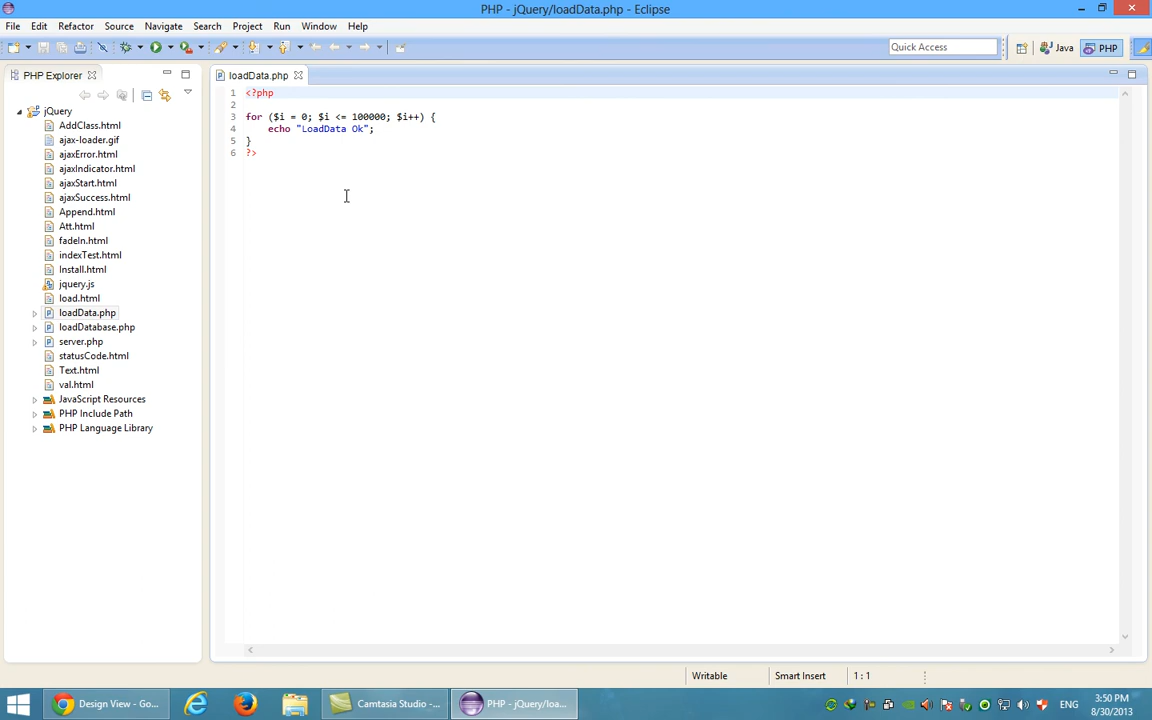 PHP - jQuery/loadData.php - Eclipse
File Edit Refactor Source Navigate Search Project Run Window Help
Quick Access
Java
PHP
PHP Explorer
loadData.php
jQuery
AddClass.html
ajax-loader.gif
ajaxError.html
ajaxIndicator.html
ajaxStart.html
ajaxSuccess.html
Append.html
Att.html
fadeIn.html
indexTest.html
Install.html
jquery.js
load.html
loadData.php
loadDatabase.php
server.php
statusCode.html
Text.html
val.html
JavaScript Resources
PHP Include Path
PHP Language Library
1 <?php
2
3 for ($i = 0; $i <= 100000; $i++) {
4 echo "LoadData Ok";
5 }
6 ?>
Writable
Smart Insert
1 : 1
Design View - Go...
Camtasia Studio - ...
PHP - jQuery/loa...
ENG
3:50 PM
8/30/2013